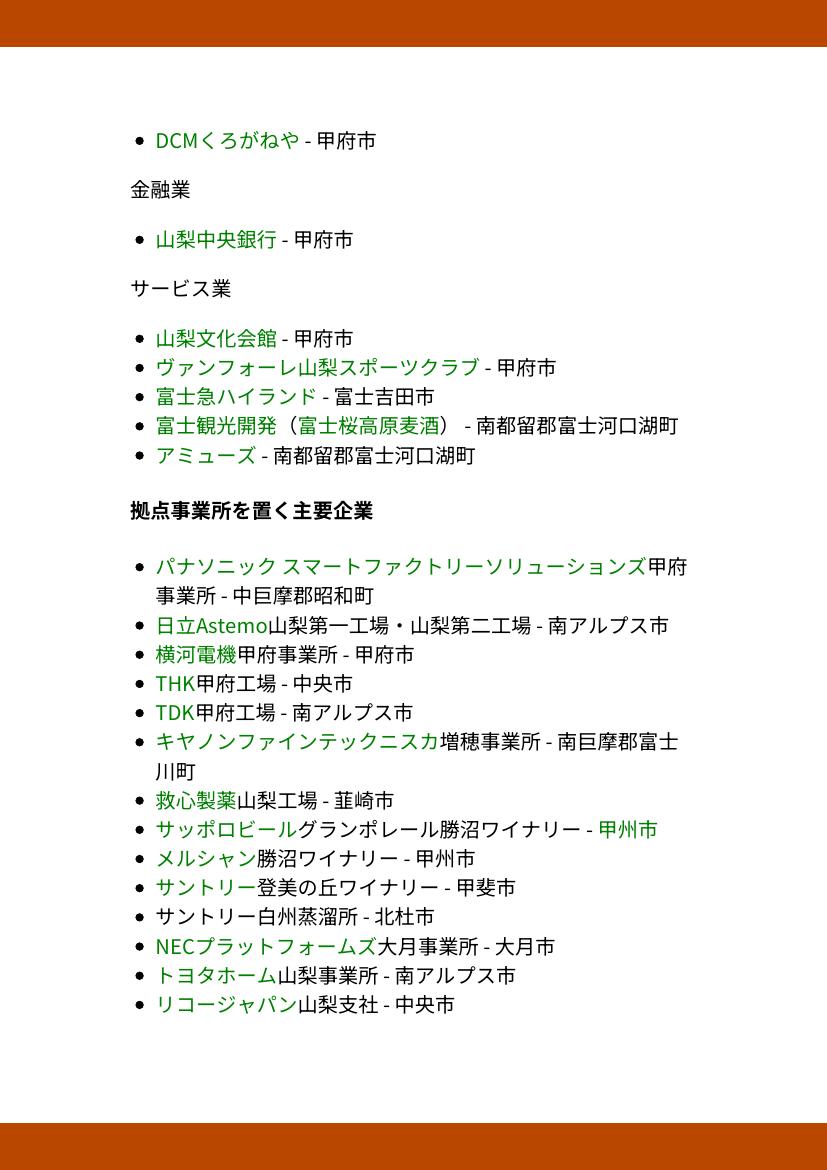 • DCMくろがねや - 甲府市
金融業
• 山梨中央銀行 - 甲府市
サービス業
• 山梨文化会館 - 甲府市
• ヴァンフォーレ山梨スポーツクラブ - 甲府市
• 富士急ハイランド - 富士吉田市
• 富士観光開発（富士桜高原麦酒） - 南都留郡富士河口湖町
• アミューズ - 南都留郡富士河口湖町
拠点事業所を置く主要企業
• パナソニック スマートファクトリーソリューションズ甲府
事業所 - 中巨摩郡昭和町
• 日立Astemo山梨第一工場・山梨第二工場 - 南アルプス市
• 横河電機甲府事業所 - 甲府市
• THK甲府工場 - 中央市
• TDK甲府工場 - 南アルプス市
• キヤノンファインテックニスカ増穂事業所 - 南巨摩郡富士
川町
• 救心製薬山梨工場 - 韮崎市
• サッポロビールグランポレール勝沼ワイナリー - 甲州市
• メルシャン勝沼ワイナリー - 甲州市
• サントリー登美の丘ワイナリー - 甲斐市
• サントリー白州蒸溜所 - 北杜市
• NECプラットフォームズ大月事業所 - 大月市
• トヨタホーム山梨事業所 - 南アルプス市
• リコージャパン山梨支社 - 中央市